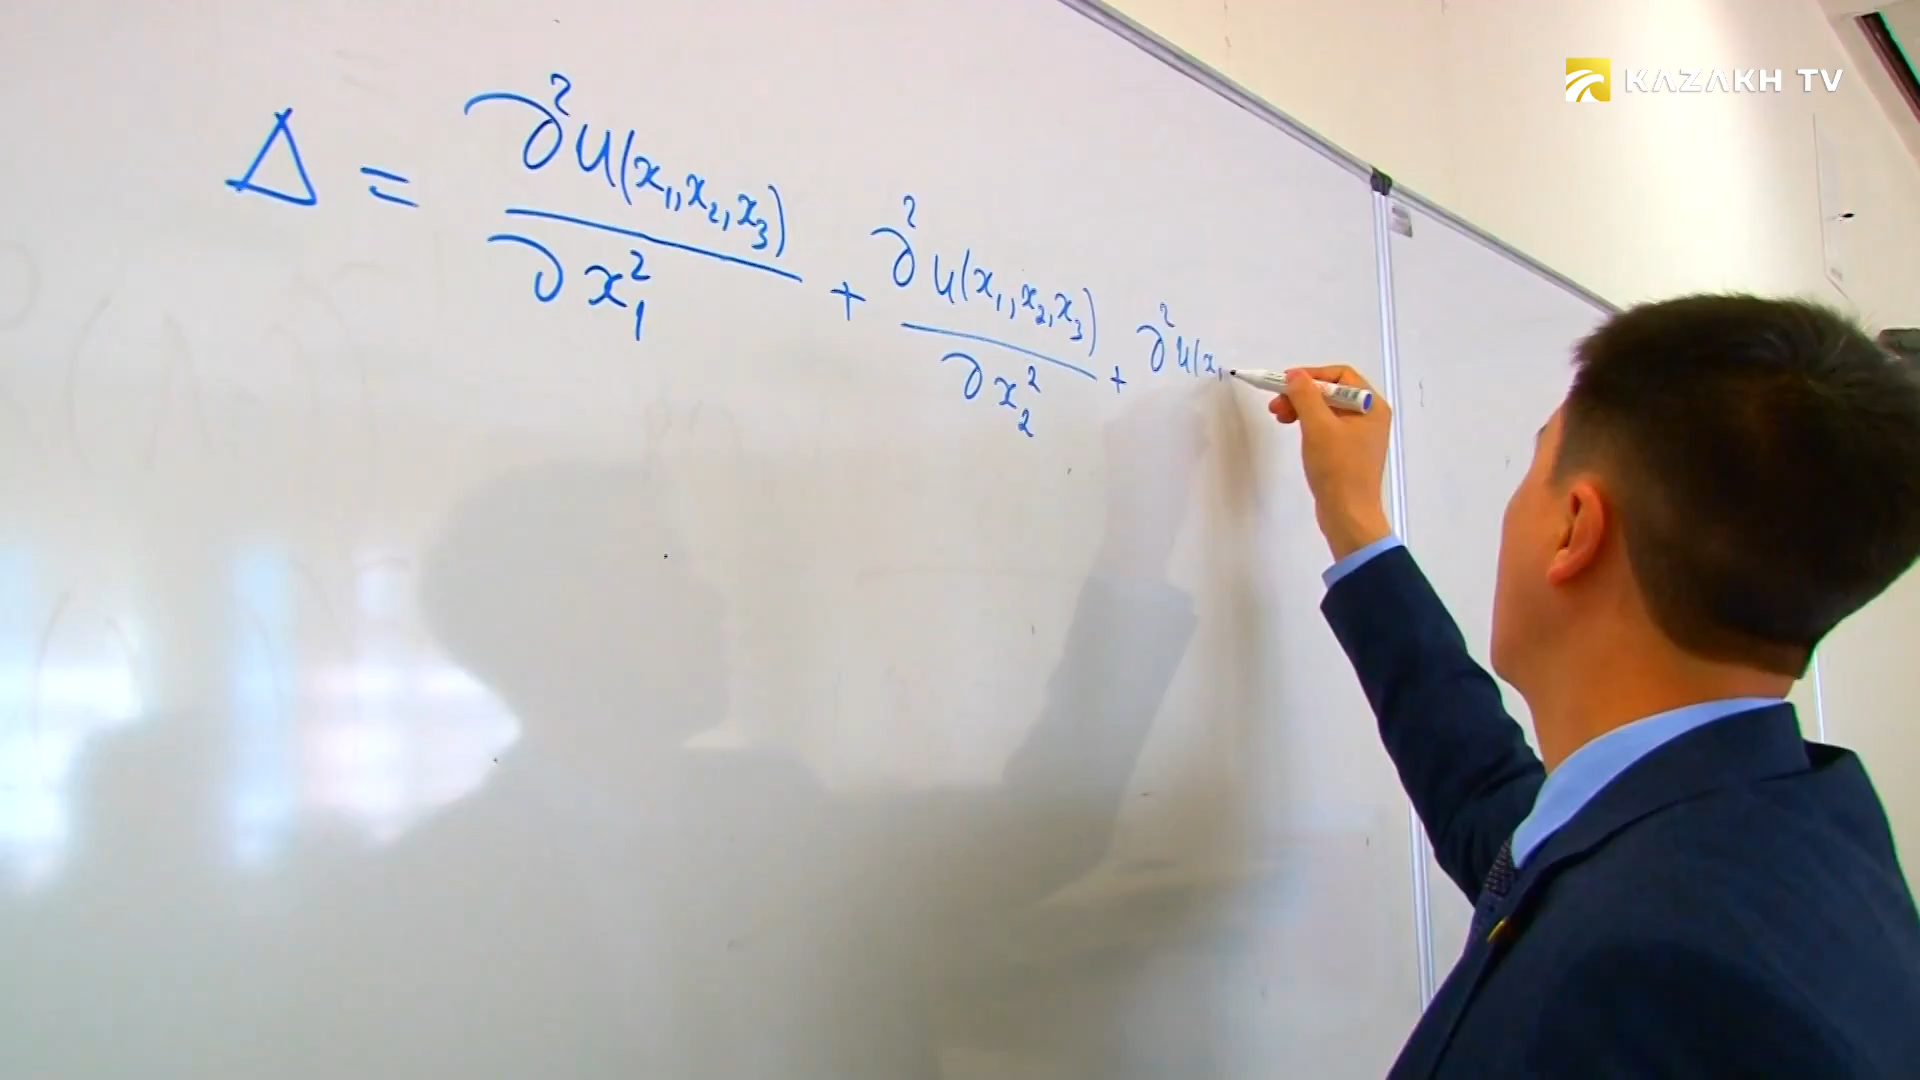 KAZAKH TV
Δ = ∂²u(x₁,x₂,x₃)/∂x₁² + ∂²u(x₁,x₂,x₃)/∂x₂² + ∂²u(x₁